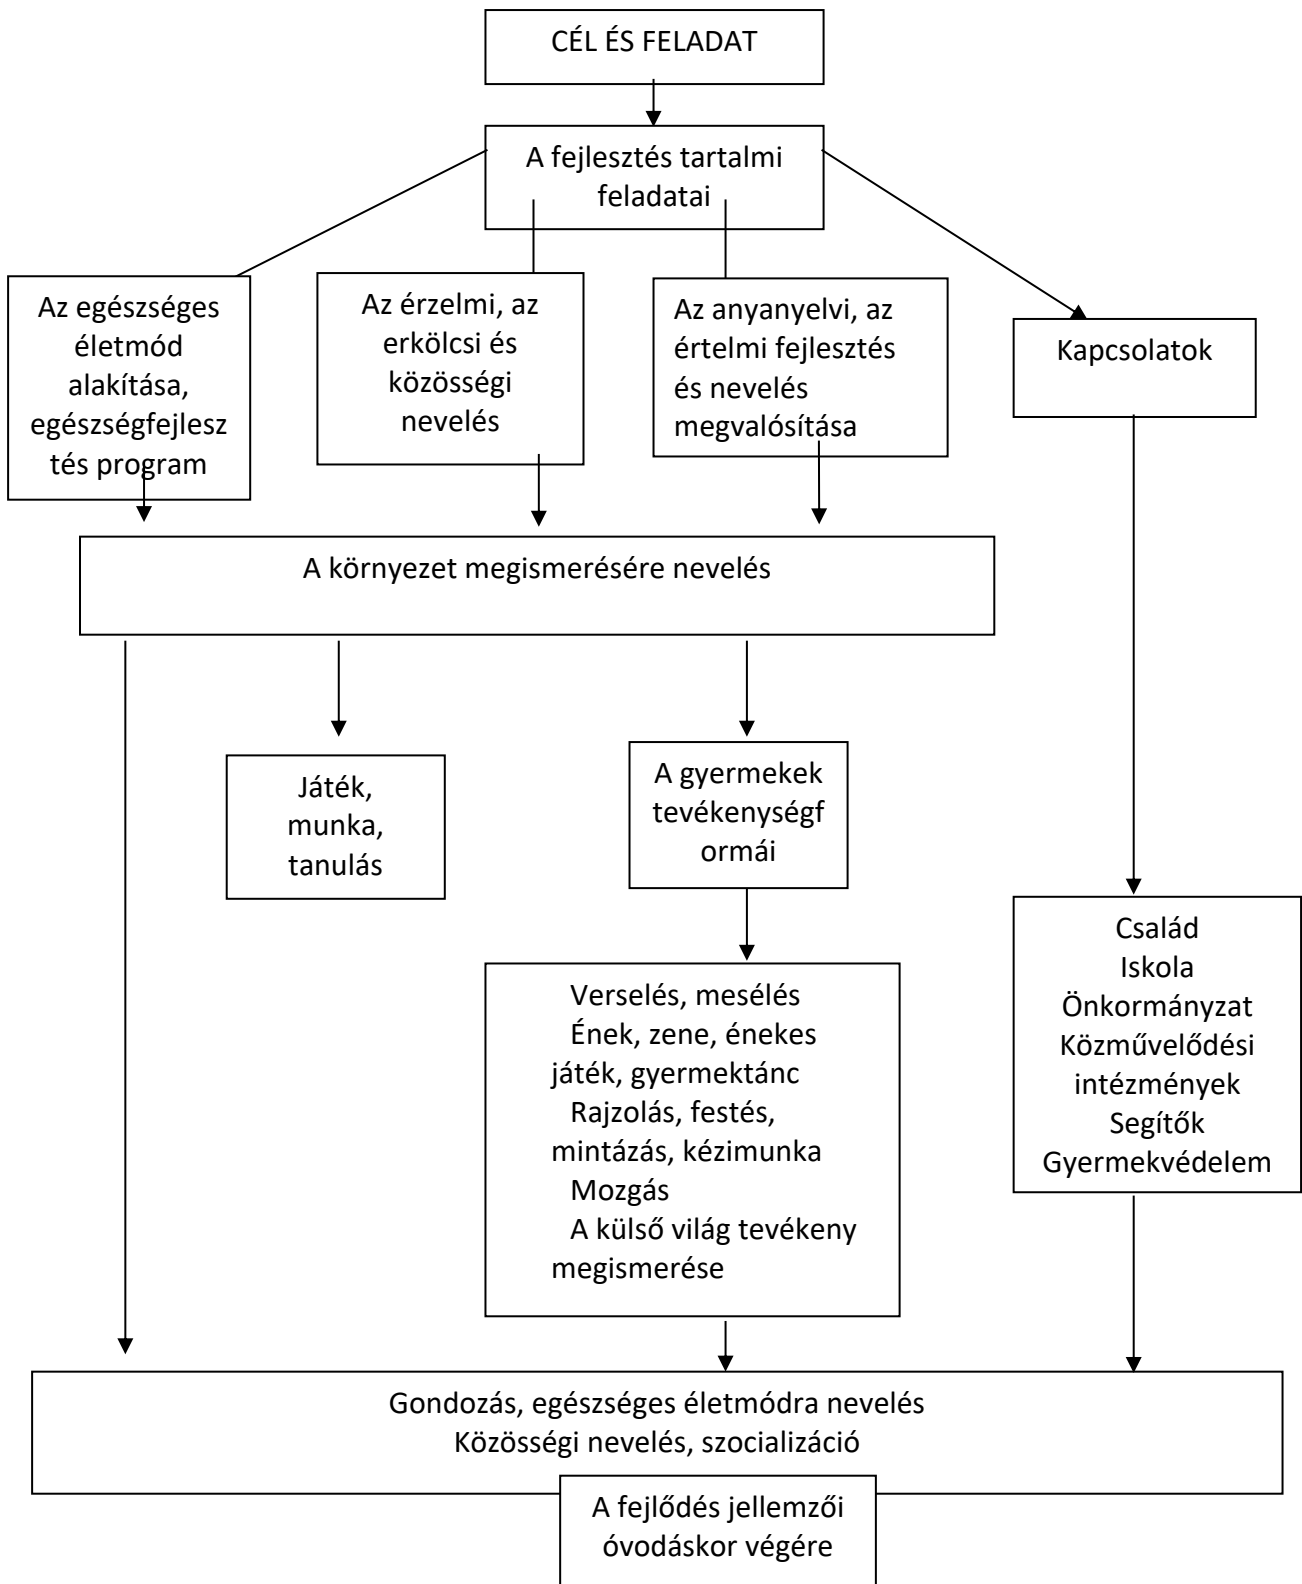 CÉL ÉS FELADAT
A fejlesztés tartalmi
feladatai
Az egészséges
életmód
alakítása,
egészségfejlesz
tés program
Az érzelmi, az
erkölcsi és
közösségi
nevelés
Az anyanyelvi, az
értelmi fejlesztés
és nevelés
megvalósítása
Kapcsolatok
A környezet megismerésére nevelés
Játék,
munka,
tanulás
A gyermekek
tevékenységf
ormái
Verselés, mesélés
Ének, zene, énekes
játék, gyermektánc
Rajzolás, festés,
mintázás, kézimunka
Mozgás
A külső világ tevékeny
megismerése
Család
Iskola
Önkormányzat
Közművelődési
intézmények
Segítők
Gyermekvédelem
Gondozás, egészséges életmódra nevelés
Közösségi nevelés, szocializáció
A fejlődés jellemzői
óvodáskor végére